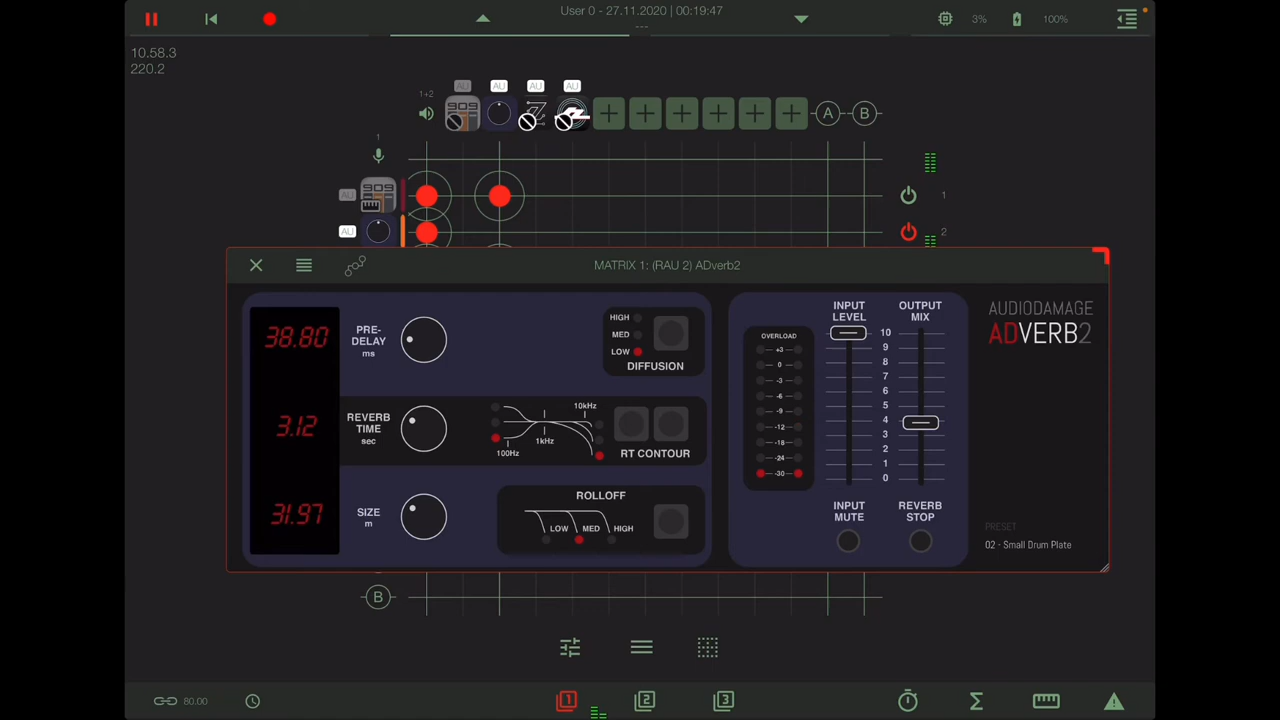 User 0 - 27.11.2020 | 00:19:47
---
3%
100%
10.58.3
220.2
1+2
AU
AU
AU
AU
909
A
B
1
AU
909
1
AU
2
MATRIX 1: (RAU 2) ADverb2
38.80
PRE-
DELAY
ms
HIGH
MED
LOW
DIFFUSION
3.12
REVERB
TIME
sec
10kHz
1kHz
100Hz
RT CONTOUR
31.97
SIZE
m
ROLLOFF
LOW
MED
HIGH
OVERLOAD
+3
0
-3
-6
-9
-12
-18
-24
-30
INPUT
LEVEL
OUTPUT
MIX
10
9
8
7
6
5
4
3
2
1
0
INPUT
MUTE
REVERB
STOP
AUDIODAMAGE
ADVERB2
PRESET
02 - Small Drum Plate
B
80.00
1
2
3